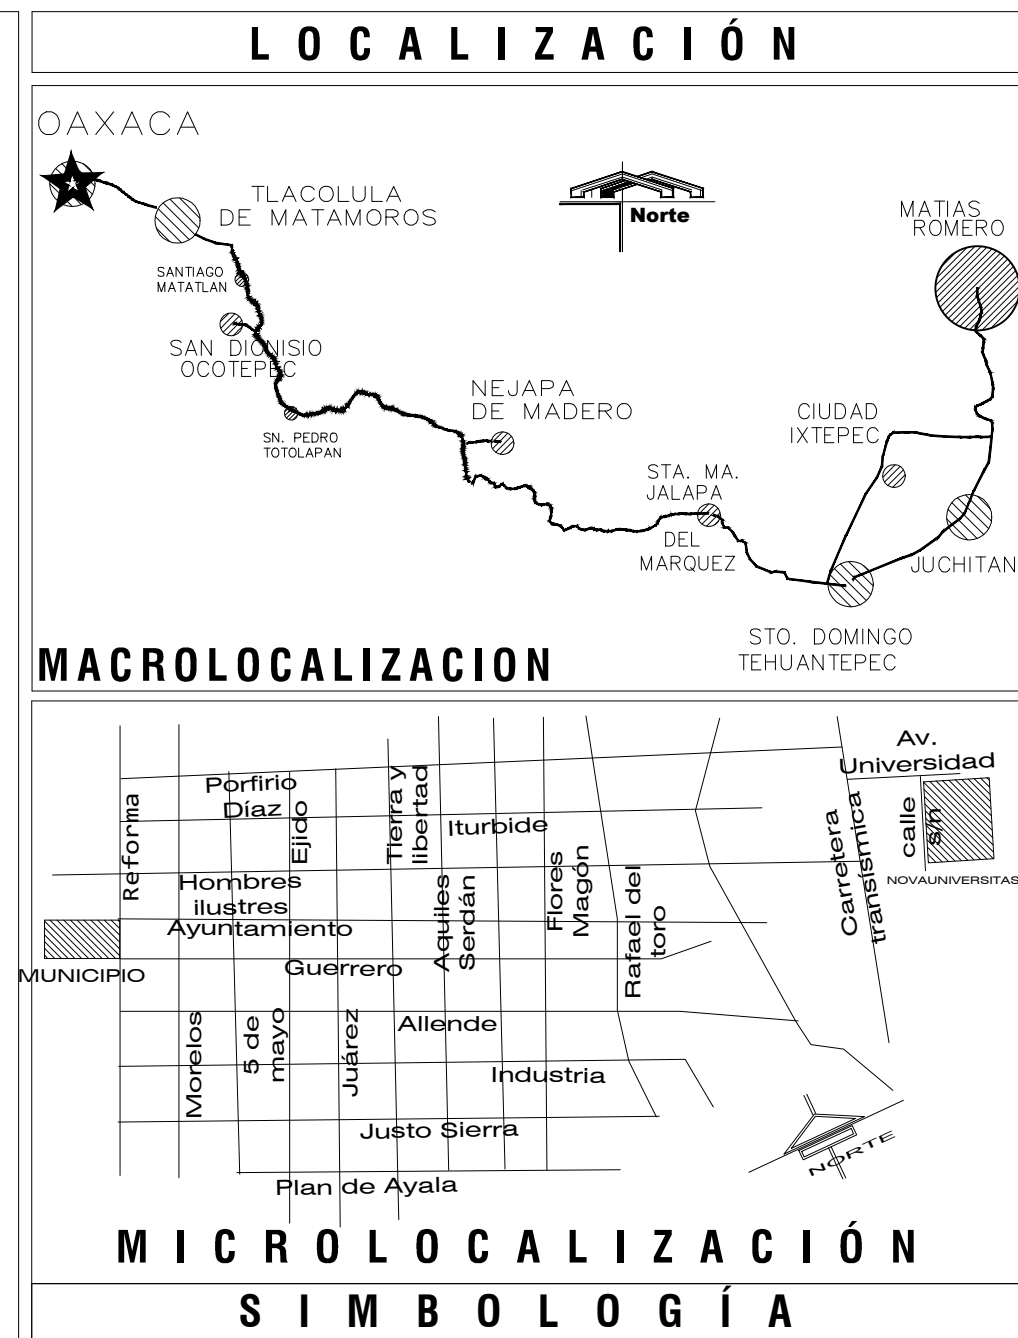 LOCALIZACIÓN
OAXACA
TLACOLULA
DE MATAMOROS
Norte
MATIAS
ROMERO
SANTIAGO
MATATLAN
SAN DIONISIO
OCOTEPEC
NEJAPA
DE MADERO
CIUDAD
IXTEPEC
SN. PEDRO
TOTOLAPAN
STA. MA.
JALAPA
DEL
MARQUEZ
JUCHITAN
STO. DOMINGO
TEHUANTEPEC
MACROLOCALIZACION
Av.
Universidad
Porfirio
Díaz
Reforma
Ejido
Tierra y
libertad
Iturbide
Carretera
transísmica
calle
s/n
NOVAUNIVERSITAS
Hombres
ilustres
Aquiles
Serdán
Flores
Magón
Rafael del
toro
Ayuntamiento
MUNICIPIO
Guerrero
Morelos
5 de
mayo
Juárez
Allende
Industria
Justo Sierra
NORTE
Plan de Ayala
MICROLOCALIZACIÓN
SIMBOLOGÍA